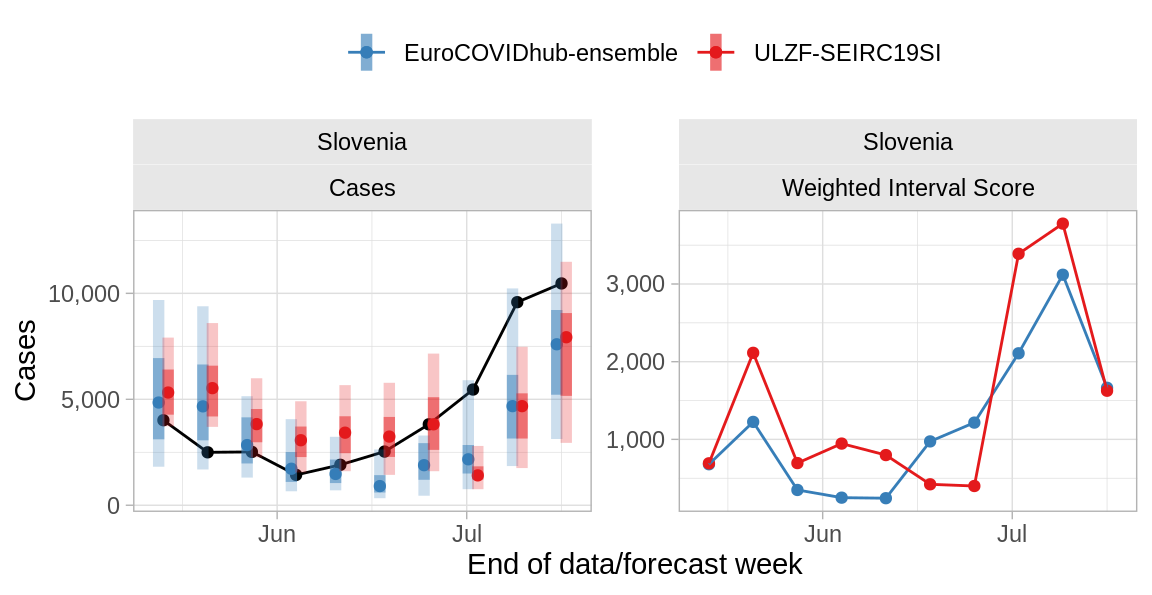 EuroCOVIDhub-ensemble ULZF-SEIRC19SI
Slovenia
Cases
Slovenia
Weighted Interval Score
Cases
10,000
5,000
0
Jun Jul
3,000
2,000
1,000
Jun Jul
End of data/forecast week